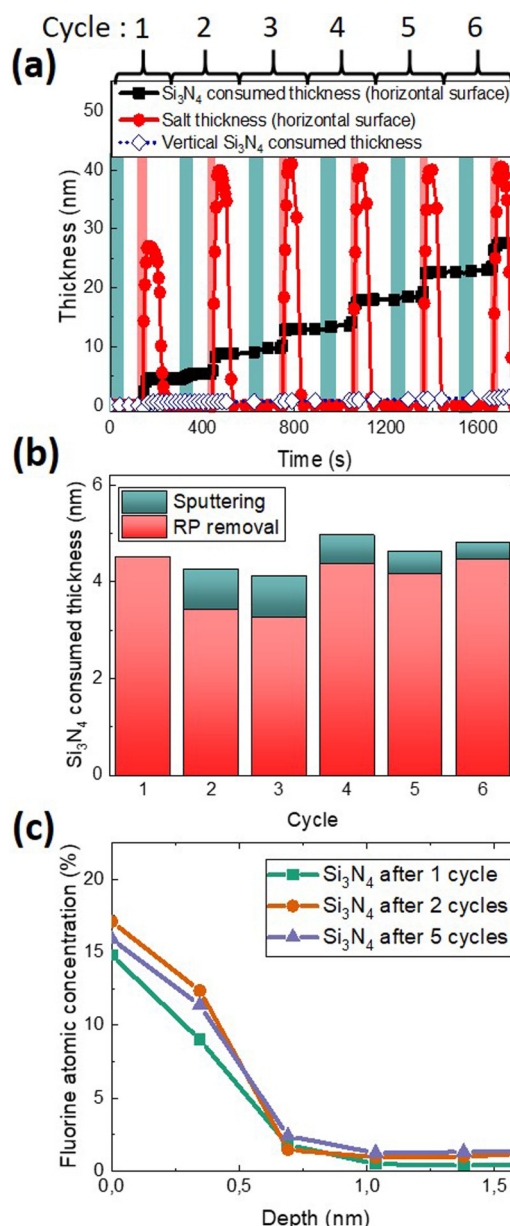 Cycle : 1 2 3 4 5 6
(a)
Si₃N₄ consumed thickness (horizontal surface)
Salt thickness (horizontal surface)
Vertical Si₃N₄ consumed thickness
Thickness (nm)
50
40
30
20
10
0
0 400 800 1200 1600
Time (s)
(b)
Sputtering
RP removal
Si₃N₄ consumed thickness (nm)
6
4
2
0
1 2 3 4 5 6
Cycle
(c)
Si₃N₄ after 1 cycle
Si₃N₄ after 2 cycles
Si₃N₄ after 5 cycles
Fluorine atomic concentration (%)
20
15
10
5
0
0,0 0,5 1,0 1,5
Depth (nm)